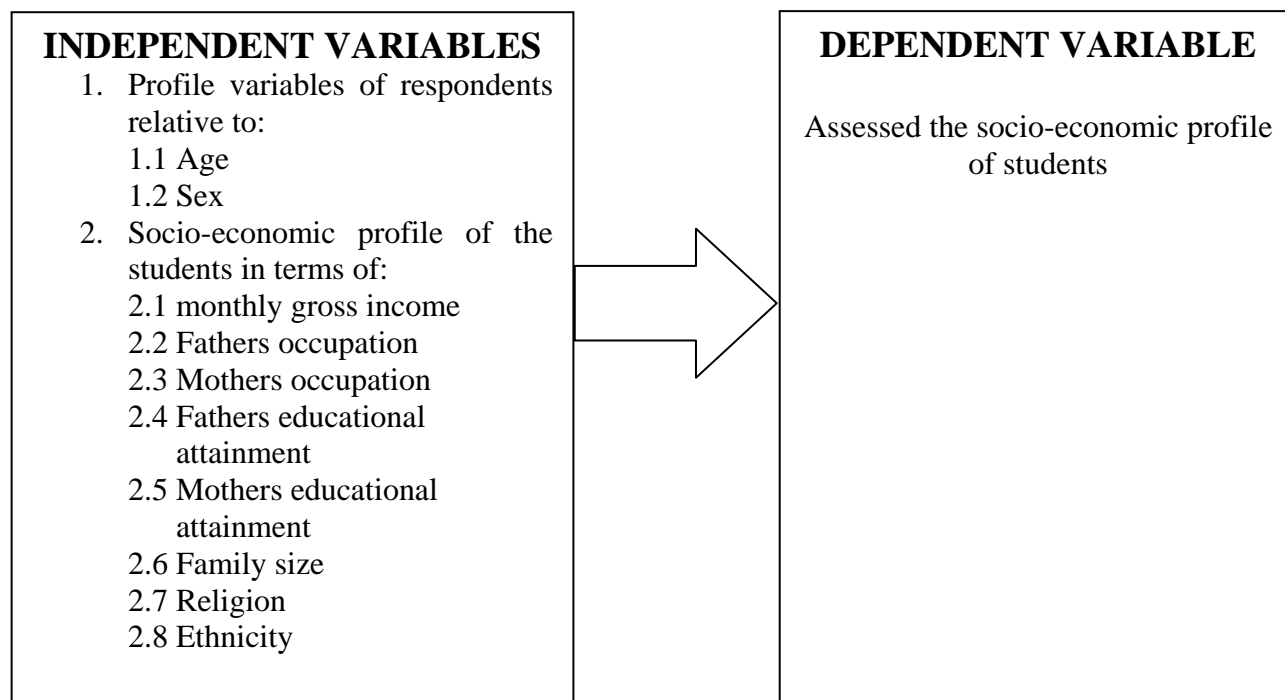 INDEPENDENT VARIABLES
1. Profile variables of respondents
relative to:
1.1 Age
1.2 Sex
2. Socio-economic profile of the
students in terms of:
2.1 monthly gross income
2.2 Fathers occupation
2.3 Mothers occupation
2.4 Fathers educational
attainment
2.5 Mothers educational
attainment
2.6 Family size
2.7 Religion
2.8 Ethnicity
DEPENDENT VARIABLE
Assessed the socio-economic profile
of students